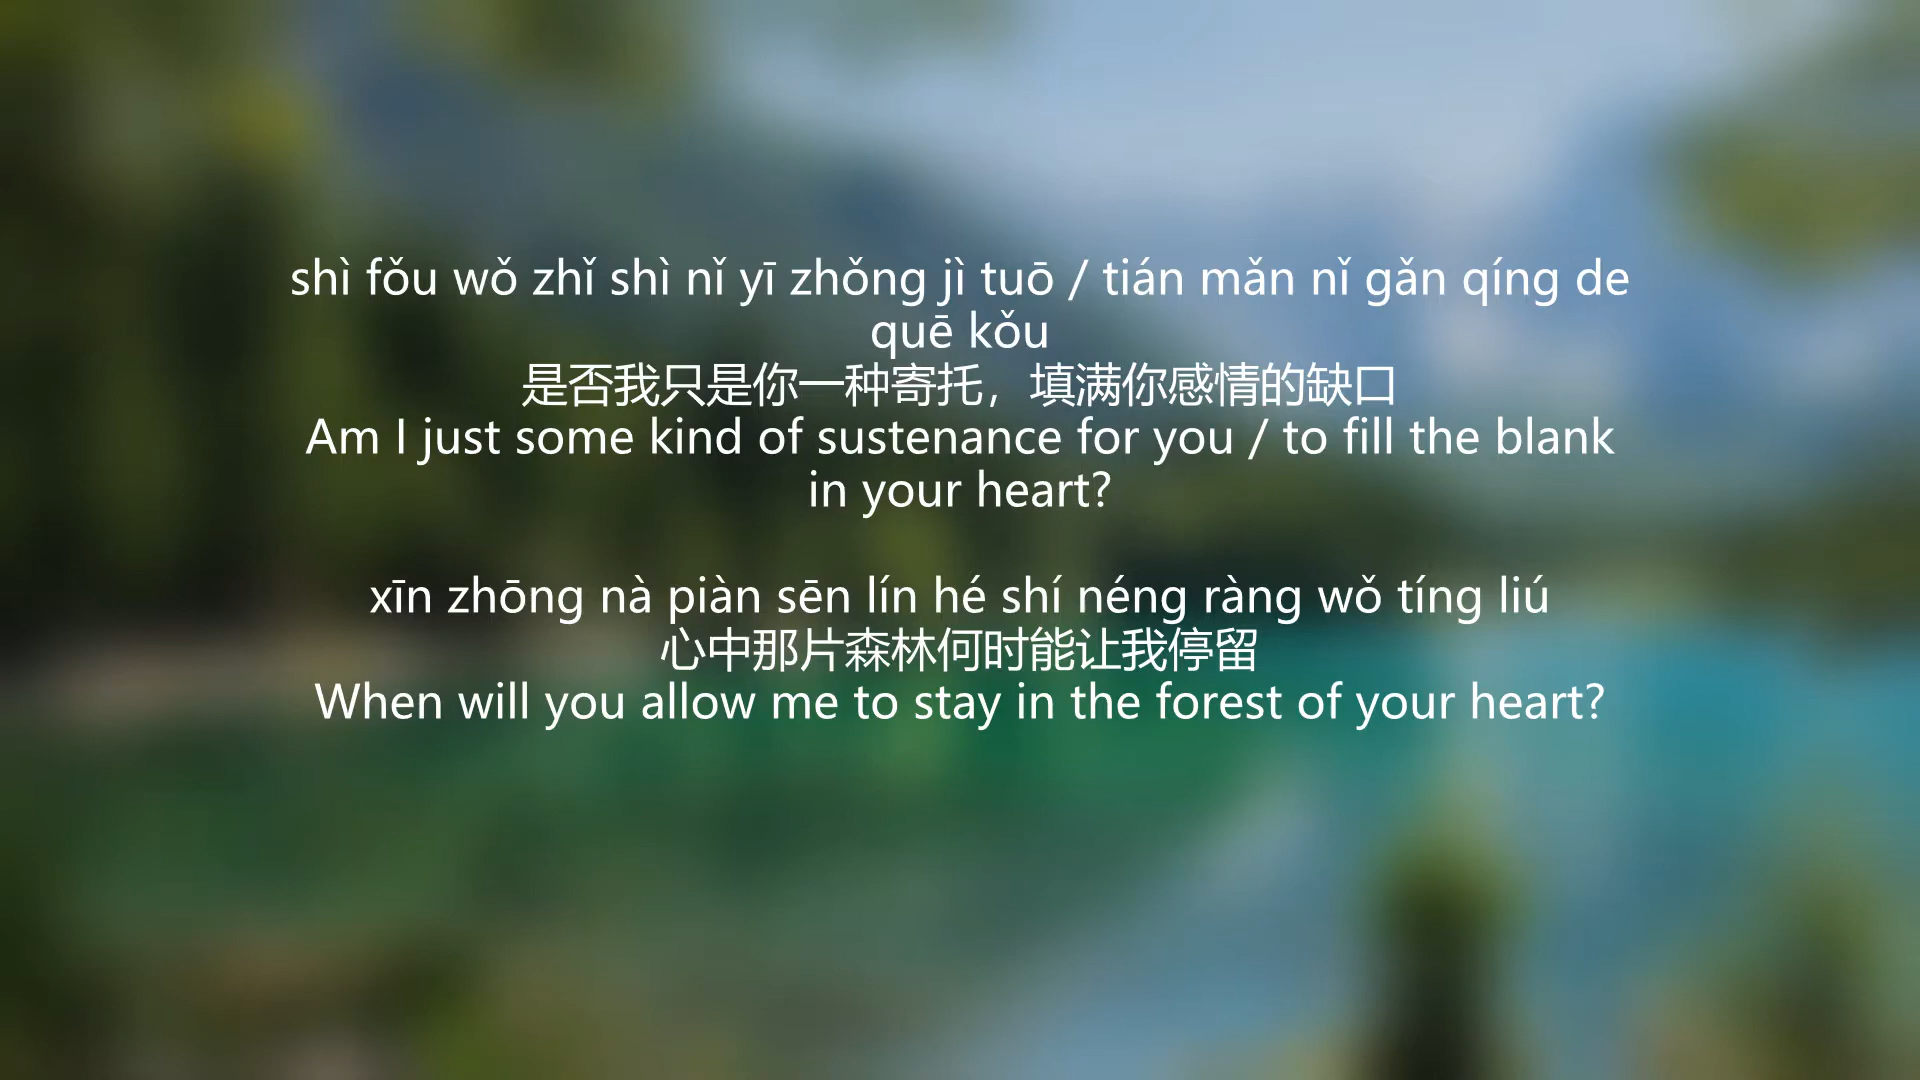 shì fǒu wǒ zhǐ shì nǐ yī zhǒng jì tuō / tián mǎn nǐ gǎn qíng de
quē kǒu
是否我只是你一种寄托，填满你感情的缺口
Am I just some kind of sustenance for you / to fill the blank
in your heart?
xīn zhōng nà piàn sēn lín hé shí néng ràng wǒ tíng liú
心中那片森林何时能让我停留
When will you allow me to stay in the forest of your heart?